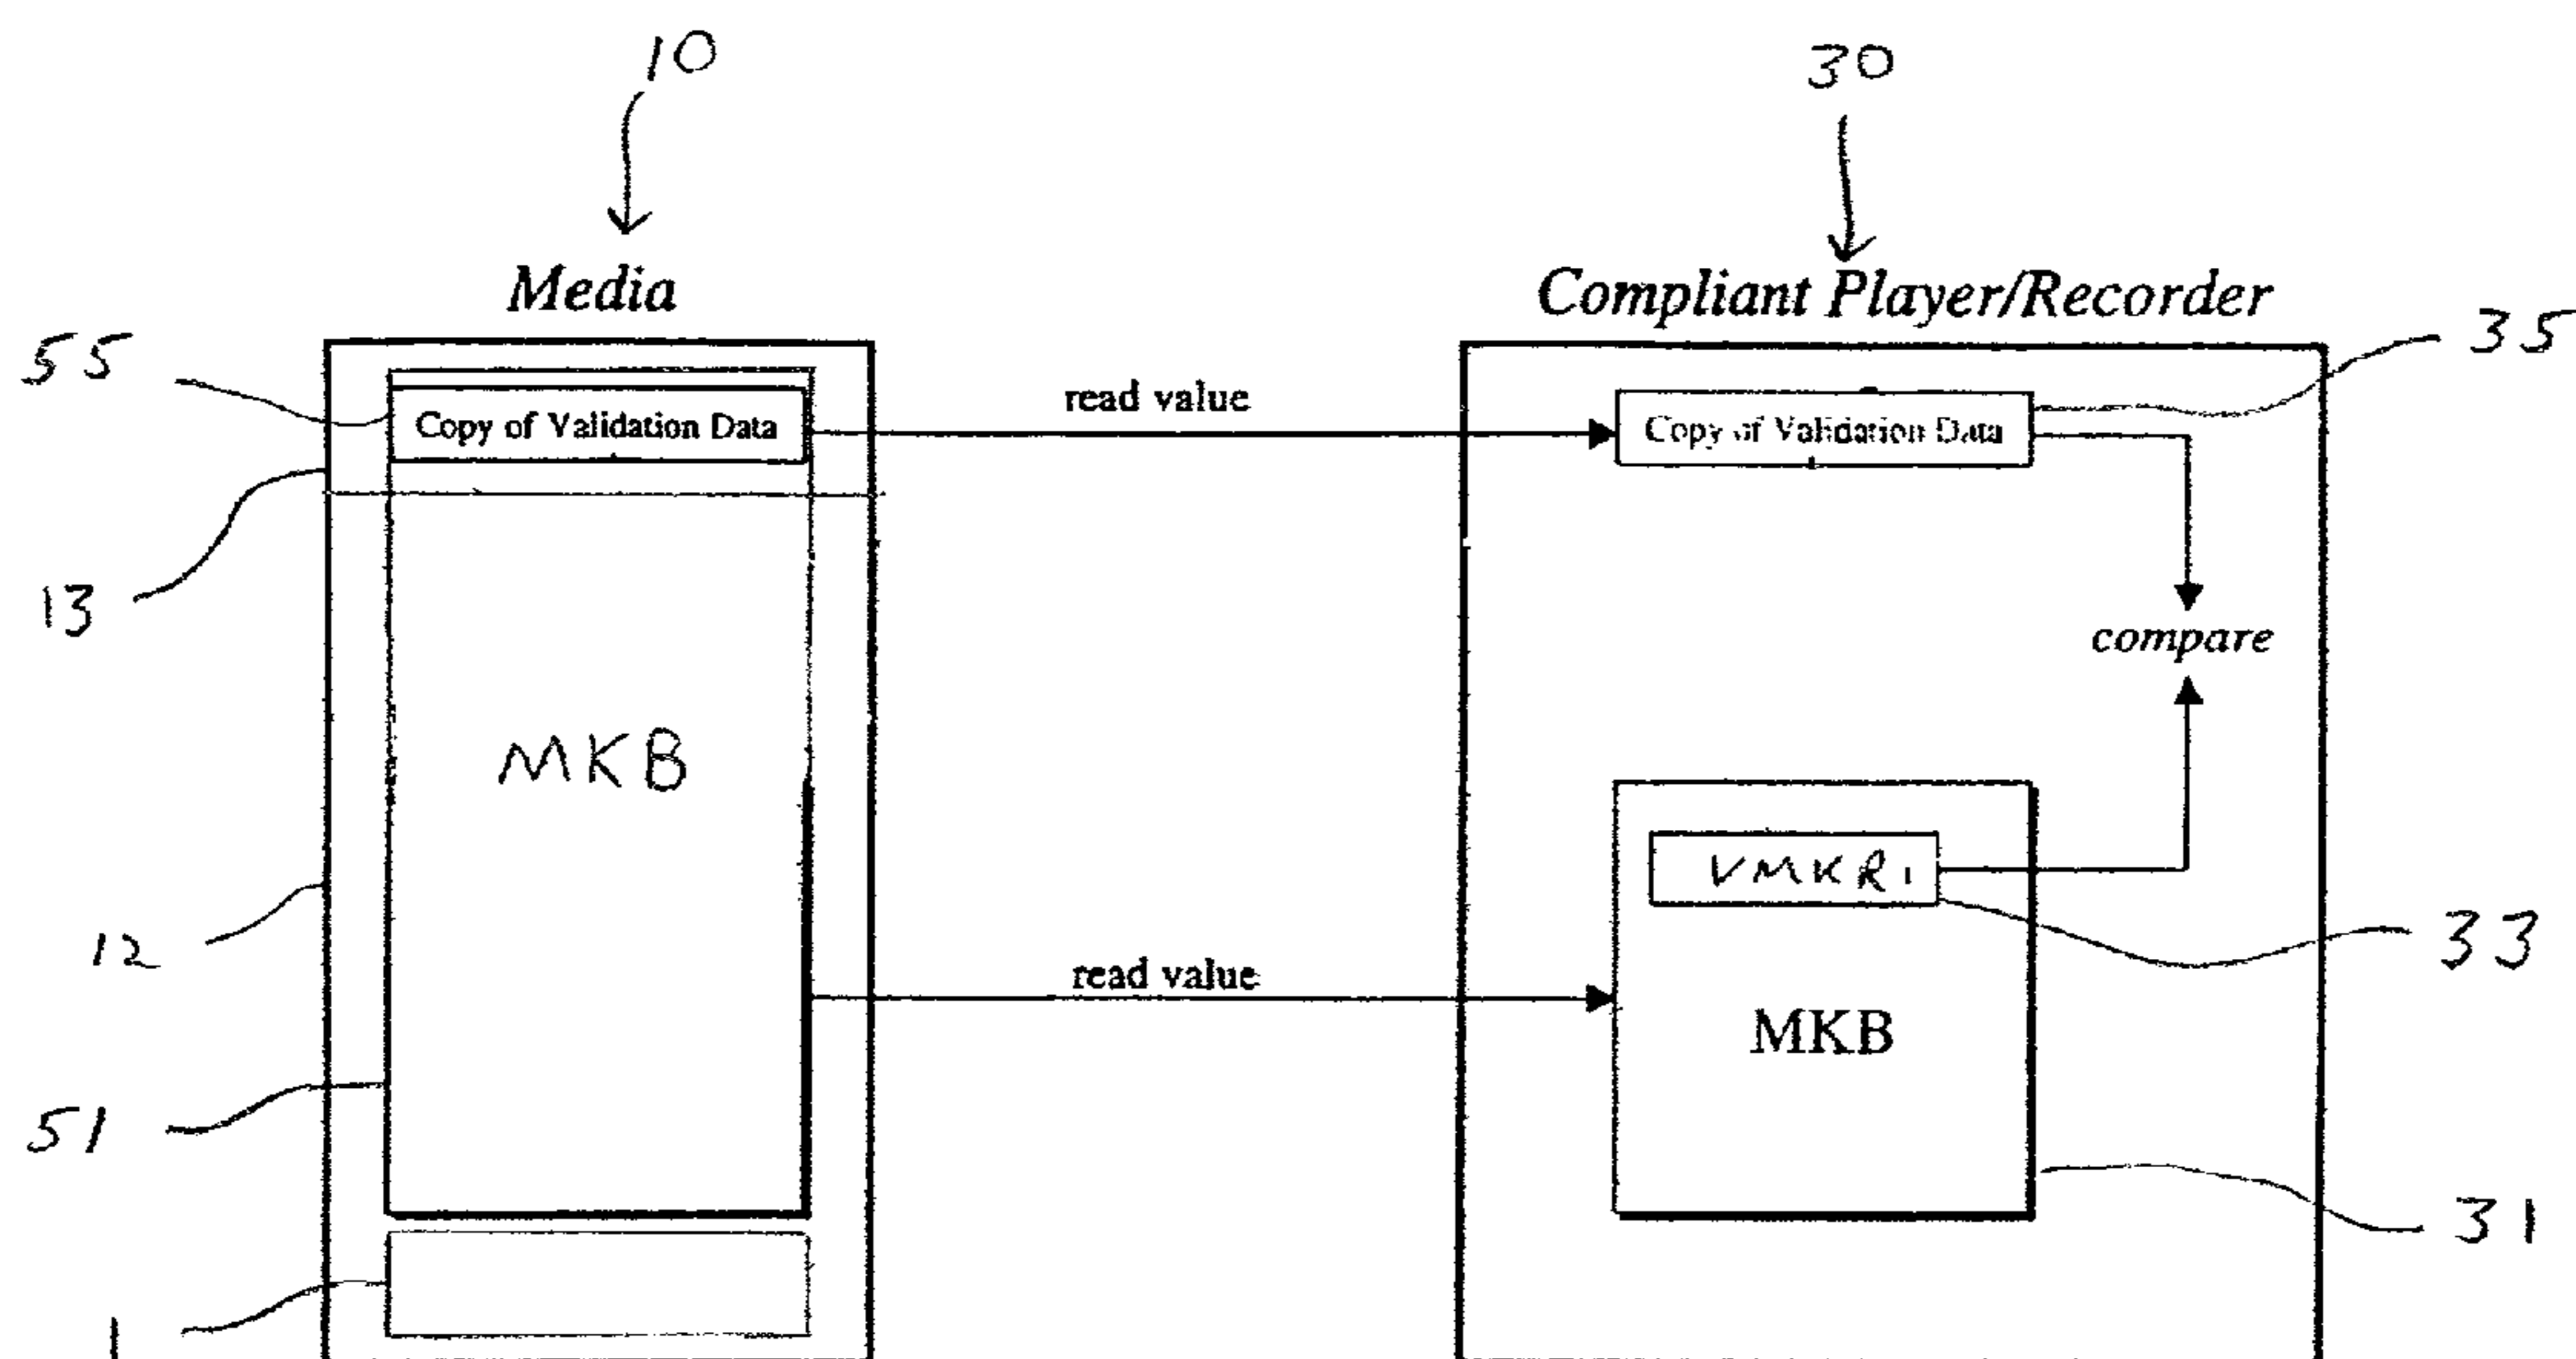 10
30
Media
Compliant Player/Recorder
55
35
Copy of Validation Data
read value
Copy of Validation Data
13
compare
MKB
VMKR1
12
33
read value
MKB
51
31
1